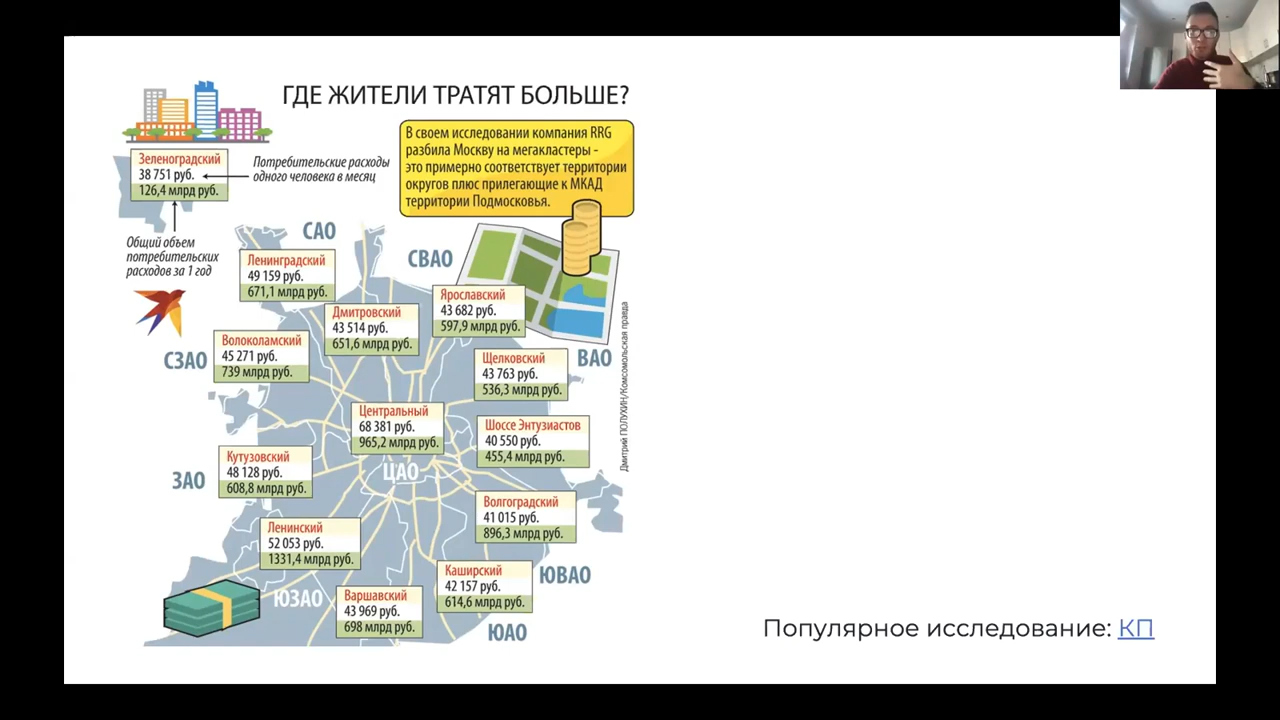 ГДЕ ЖИТЕЛИ ТРАТЯТ БОЛЬШЕ?
В своем исследовании компания RRG
разбила Москву на мегакластеры -
это примерно соответствует территории
округов плюс прилегающие к МКАД
территории Подмосковья.
Зеленоградский
38 751 руб.
126,4 млрд руб.
Потребительские расходы
одного человека в месяц
Общий объем
потребительских
расходов за 1 год
САО
Ленинградский
49 159 руб.
671,1 млрд руб.
СВАО
Дмитровский
43 514 руб.
651,6 млрд руб.
Ярославский
43 682 руб.
597,9 млрд руб.
СЗАО
Волоколамский
45 271 руб.
739 млрд руб.
ВАО
Щелковский
43 763 руб.
536,3 млрд руб.
Центральный
68 381 руб.
965,2 млрд руб.
ЦАО
Шоссе Энтузиастов
40 550 руб.
455,4 млрд руб.
ЗАО
Кутузовский
48 128 руб.
608,8 млрд руб.
Волгоградский
41 015 руб.
896,3 млрд руб.
Ленинский
52 053 руб.
1331,4 млрд руб.
ЮВАО
Каширский
42 157 руб.
614,6 млрд руб.
ЮЗАО
Варшавский
43 969 руб.
698 млрд руб.
ЮАО
Дмитрий ПОЛУХИН/Комсомольская правда
Популярное исследование: КП